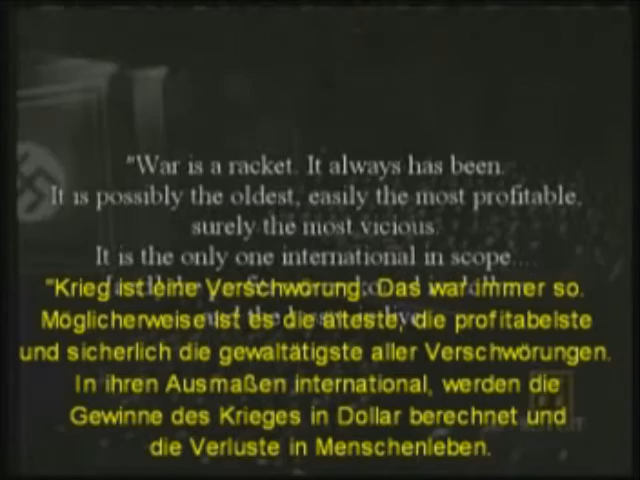 "War is a racket. It always has been.
It is possibly the oldest, easily the most profitable,
surely the most vicious.
It is the only one international in scope....
"Krieg ist eine Verschwörung. Das war immer so.
Möglicherweise ist es die älteste, die profitabelste
und sicherlich die gewaltätigste aller Verschwörungen.
In ihren Ausmaßen international, werden die
Gewinne des Krieges in Dollar berechnet und
die Verluste in Menschenleben.